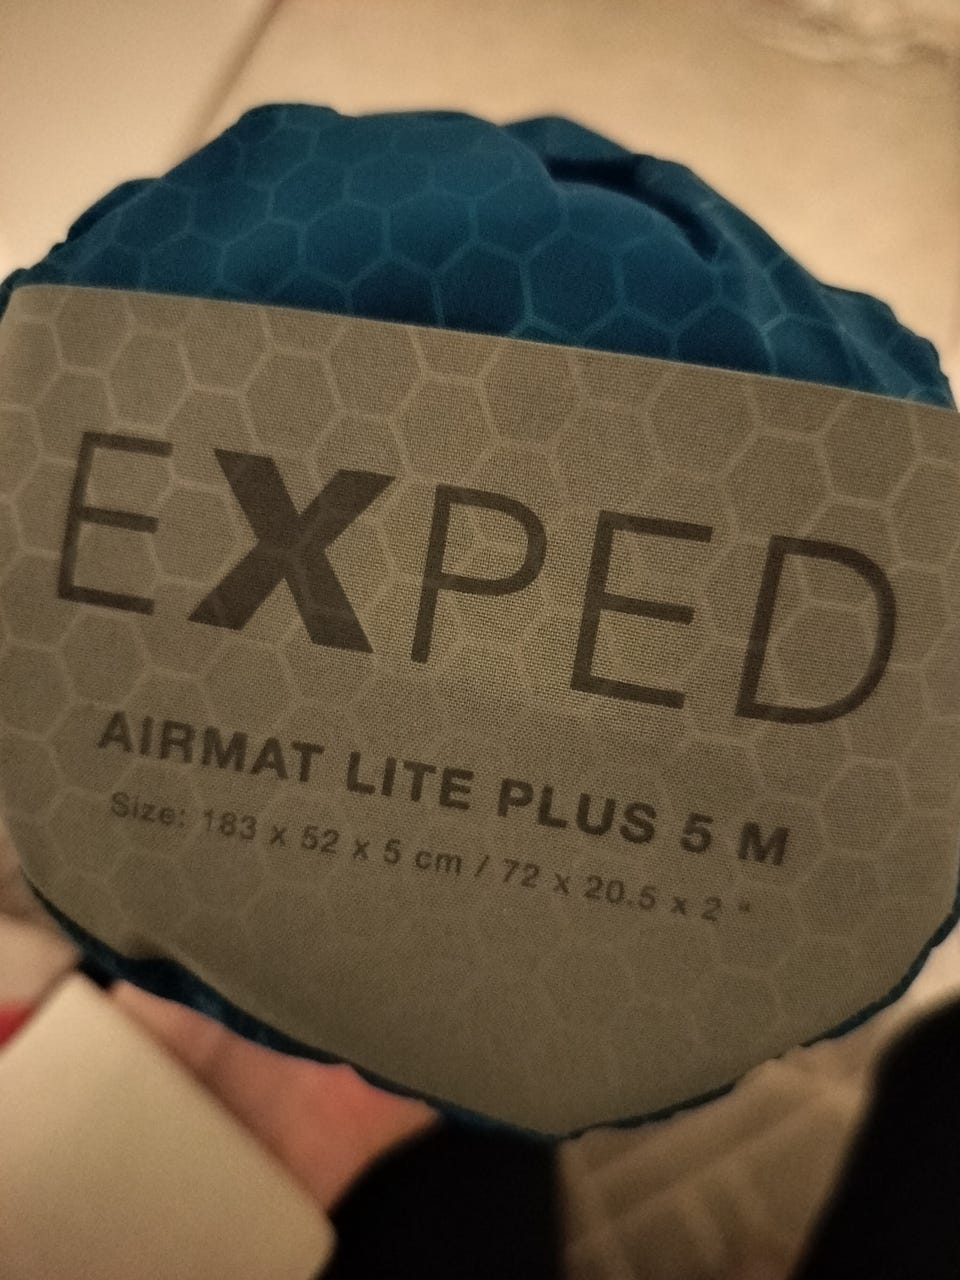 EXPED
AIRMAT LITE PLUS 5 M
Size: 183 x 52 x 5 cm / 72 x 20.5 x 2 "